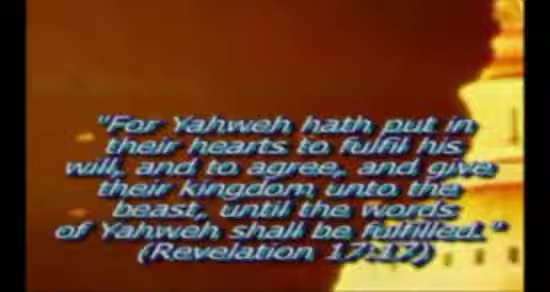 "For Yahweh hath put in
their hearts to fulfil his
will, and to agree, and give
their kingdom unto the
beast, until the words
of Yahweh shall be fulfilled."
(Revelation 17:17)